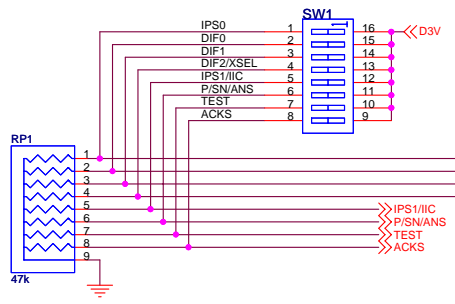 SW1
IPS0 1 16 D3V
DIF0 2 15
DIF1 3 14
DIF2/XSEL 4 13
IPS1/IIC 5 12
P/SN/ANS 6 11
TEST 7 10
ACKS 8 9
RP1
1
2
3
4
5 IPS1/IIC
6 P/SN/ANS
7 TEST
8 ACKS
9
47k